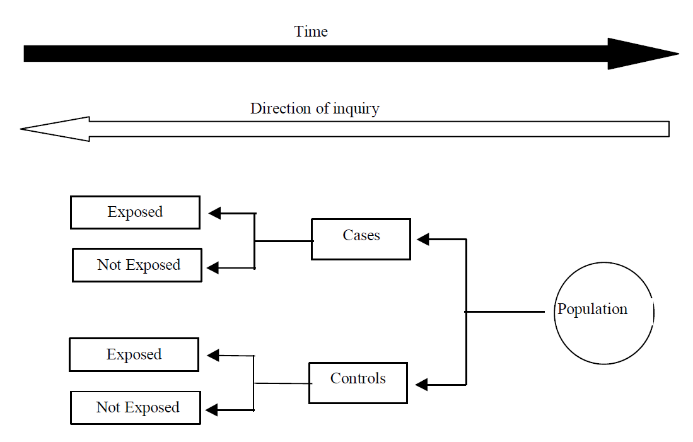 Time
Direction of inquiry
Exposed
Cases
Not Exposed
Population
Exposed
Controls
Not Exposed